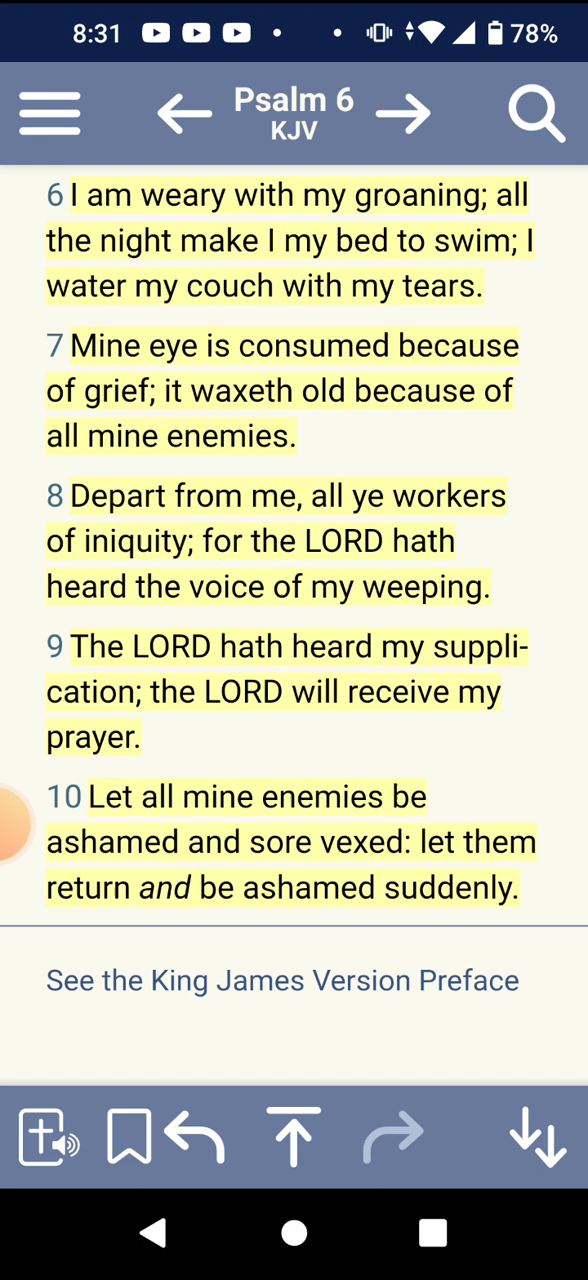 8:31
78%
Psalm 6
KJV
6 I am weary with my groaning; all
the night make I my bed to swim; I
water my couch with my tears.
7 Mine eye is consumed because
of grief; it waxeth old because of
all mine enemies.
8 Depart from me, all ye workers
of iniquity; for the LORD hath
heard the voice of my weeping.
9 The LORD hath heard my suppli-
cation; the LORD will receive my
prayer.
10 Let all mine enemies be
ashamed and sore vexed: let them
return and be ashamed suddenly.
See the King James Version Preface